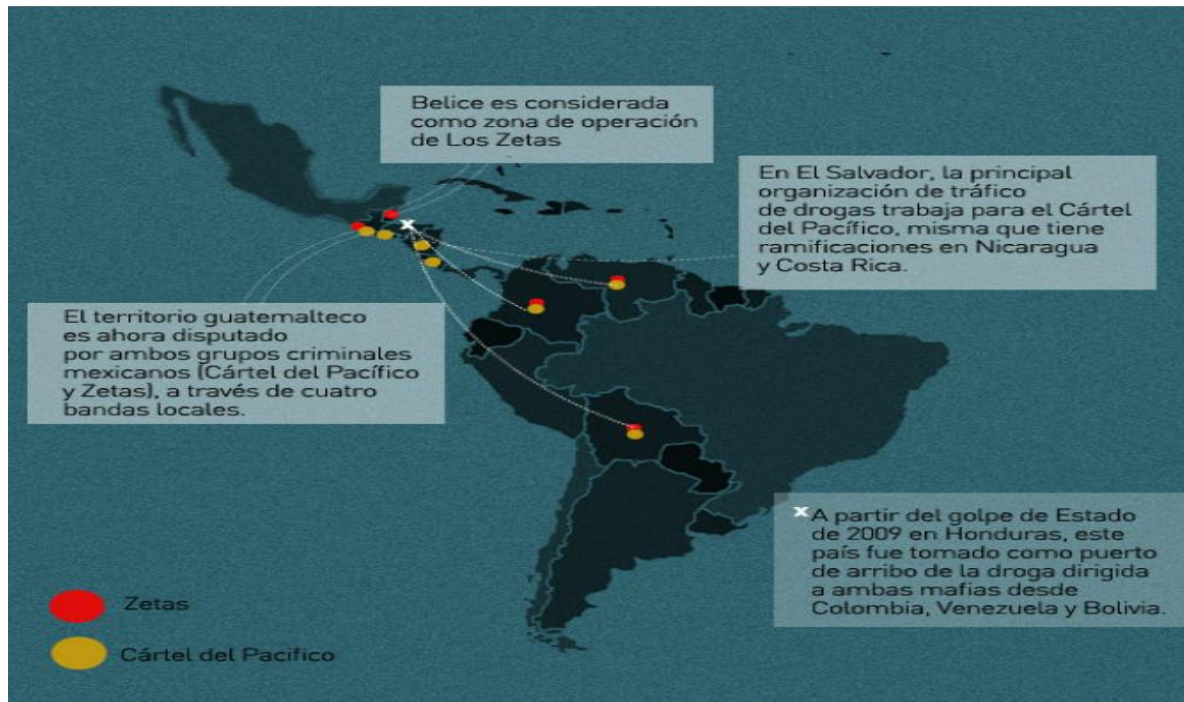 Belice es considerada
como zona de operación
de Los Zetas
En El Salvador, la principal
organización de tráfico
de drogas trabaja para el Cártel
del Pacífico, misma que tiene
ramificaciones en Nicaragua
y Costa Rica.
El territorio guatemalteco
es ahora disputado
por ambos grupos criminales
mexicanos (Cártel del Pacífico
y Zetas), a través de cuatro
bandas locales.
x A partir del golpe de Estado
de 2009 en Honduras, este
país fue tomado como puerto
de arribo de la droga dirigida
a ambas mafias desde
Colombia, Venezuela y Bolivia.
Zetas
Cártel del Pacifico